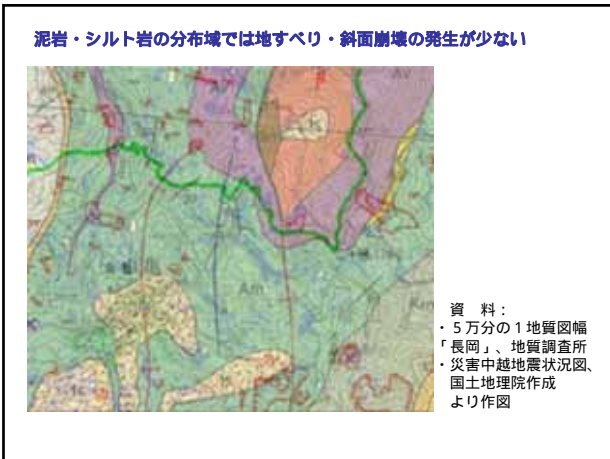 泥岩・シルト岩の分布域では地すべり・斜面崩壊の発生が少ない
Am
資　料：
・５万分の１地質図幅
「長岡」、地質調査所
・災害中越地震状況図、
国土地理院作成
より作図